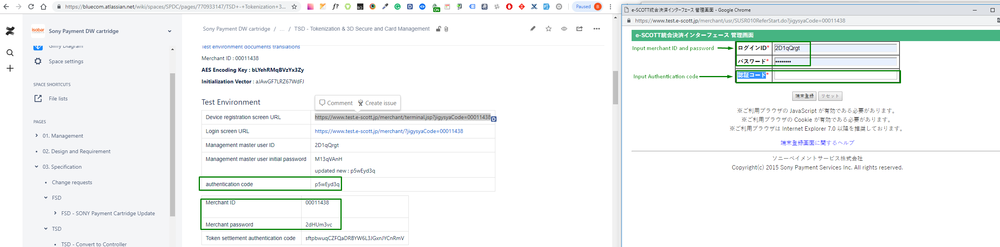 https://bluecom.atlassian.net/wiki/spaces/SPDC/pages/770933147/TSD+-+Tokenization+3...
f?
$()
ON
Paused
B
isobar
commerce
Sony Payment DW cartridge
Gliffy Diagram
Space settings
SPACE SHORTCUTS
File lists
PAGES
01. Management
02. Design and Requirement
03. Specification
Change requests
FSD
FSD - SONY Payment Cartridge Update
TSD
TSD - Convert to Controller
Sony Payment DW cartridge / ... / TSD - Tokenization & 3D Secure and Card Management
Test environment documents translations
Merchant ID : 00011438
AES Encoding Key : bLYehRMqBVzYx3Zy
Initialization Vector : aJAwGF7LRZ67WdFJ
Test Environment
Comment Create issue
Device registration screen URL https://www.test.e-scott.jp/merchant/terminal.jsp?jigysyaCode=00011438
D
Login screen URL https://www.test.e-scott.jp/merchant/?jigysyaCode=00011438
Management master user ID 2D1qQrgt
Management master user initial password M13qVAnH
updated new : p5wEyd3q
authentication code p5wEyd3q
Merchant ID 00011438
Merchant password 2dHUm3vc
Token settlement authentication code sftpbwuqCZFQaDRBYW6L3JGxnJYCnRmV
e-SCOTT統合決済インターフェース 管理画面 - Google Chrome
https://www.test.e-scott.jp/merchant/usr/SUSR010ReferStart.do?jigysyaCode=00011438
e-SCOTT統合決済インターフェース 管理画面
Input merchant ID and password
ログインID* 2D1qQrgt
パスワード* ••••••••
Input Authentication code
認証コード*
端末登録 リセット
※ご利用ブラウザの JavaScript が有効である必要があります。
※ご利用ブラウザの Cookie が有効である必要があります。
※ご利用ブラウザは Internet Explorer 7.0 以降を推奨しております。
端末登録画面に関するヘルプ
ソニーペイメントサービス株式会社
Copyright(c) 2015 Sony Payment Services Inc. All rights reserved.